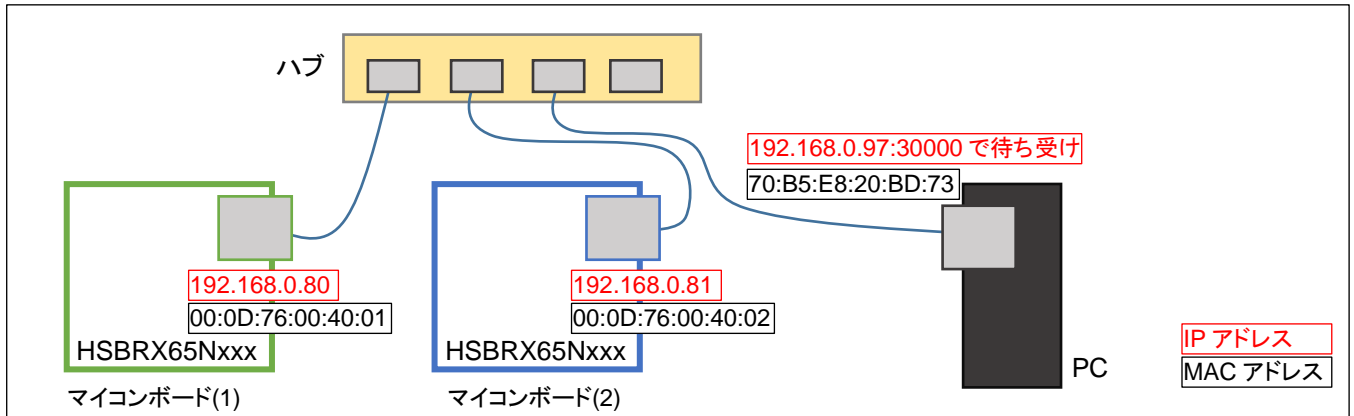 ハブ
192.168.0.97:30000 で待ち受け
70:B5:E8:20:BD:73
192.168.0.80
00:0D:76:00:40:01
HSBRX65Nxxx
マイコンボード(1)
192.168.0.81
00:0D:76:00:40:02
HSBRX65Nxxx
マイコンボード(2)
PC
IP アドレス
MAC アドレス